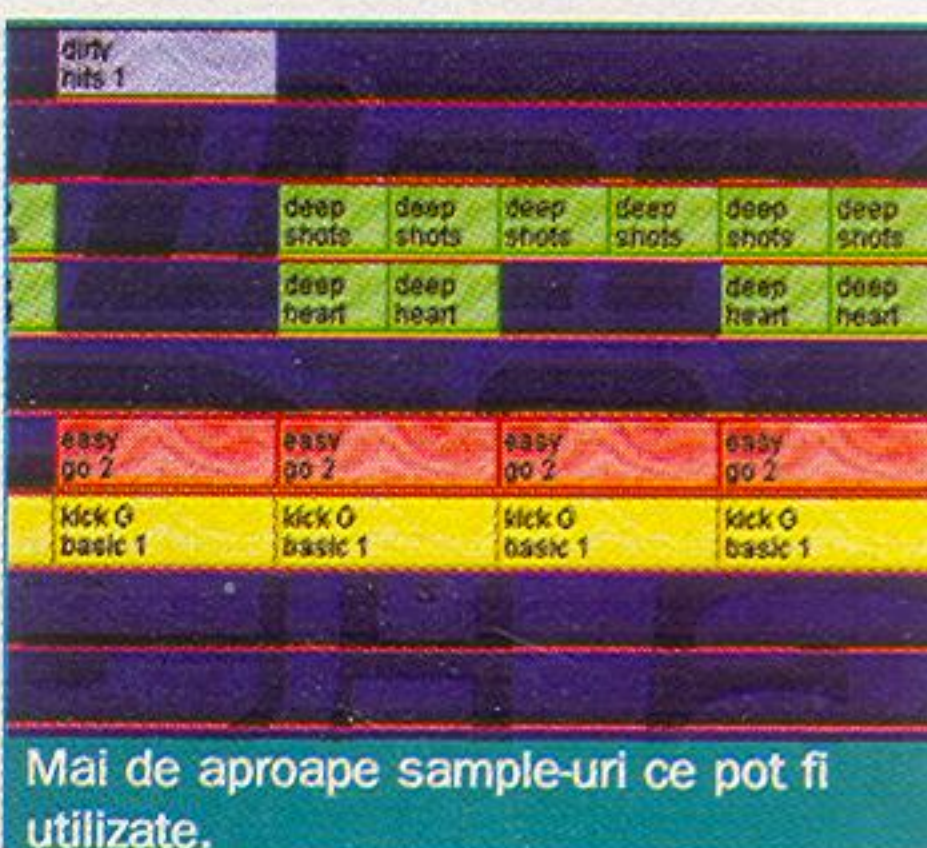 dirty
hits 1
deep
shots
deep
shots
deep
shots
deep
shots
deep
shots
deep
shots
deep
heart
deep
heart
deep
heart
deep
heart
easy
go 2
easy
go 2
easy
go 2
easy
go 2
kick G
basic 1
kick G
basic 1
kick G
basic 1
kick G
basic 1
Mai de aproape sample-uri ce pot fi
utilizate.